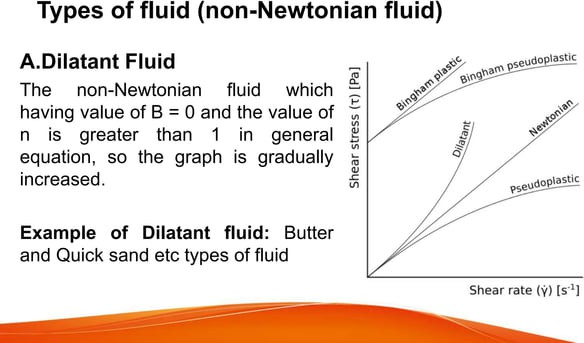 Types of fluid (non-Newtonian fluid)
A.Dilatant Fluid
The non-Newtonian fluid which
having value of B = 0 and the value of
n is greater than 1 in general
equation, so the graph is gradually
increased.
Example of Dilatant fluid: Butter
and Quick sand etc types of fluid
Shear stress (τ) [Pa]
Bingham plastic
Bingham pseudoplastic
Dilatant
Newtonian
Pseudoplastic
Shear rate (γ̇) [s⁻¹]